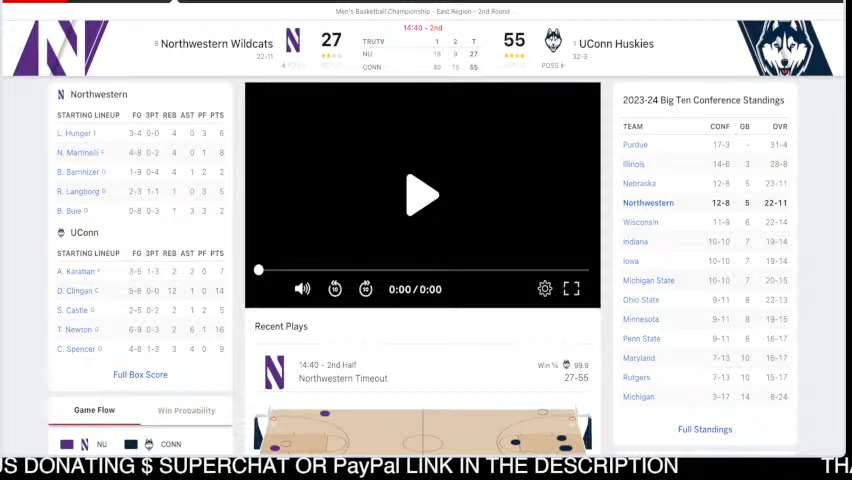 Men's Basketball Championship - East Region - 2nd Round
9 Northwestern Wildcats 22-11 N 27 14:40 - 2nd 55 1 UConn Huskies 32-3
TRUTV 1 2 T
NU 18 9 27
CONN 40 15 55
POSS
Northwestern
STARTING LINEUP FG 3PT REB AST PF PTS
L. Hunger F 3-4 0-0 4 0 3 6
N. Martinelli F 4-8 0-2 4 0 1 8
B. Barnhizer G 1-9 0-4 4 1 2 2
R. Langborg G 2-3 1-1 1 0 3 5
B. Buie G 0-8 0-3 1 3 3 2
UConn
STARTING LINEUP FG 3PT REB AST PF PTS
A. Karaban F 3-5 1-3 2 2 0 7
D. Clingan C 5-6 0-0 12 1 0 14
S. Castle G 2-5 0-2 2 1 2 5
T. Newton G 6-9 0-3 2 6 1 16
C. Spencer G 4-8 1-3 3 4 0 9
Full Box Score
Game Flow Win Probability
NU CONN
10 10 0:00 / 0:00
Recent Plays
14:40 - 2nd Half
Northwestern Timeout
Win % 99.9
27-55
2023-24 Big Ten Conference Standings
TEAM CONF GB OVR
Purdue 17-3 - 31-4
Illinois 14-6 3 28-8
Nebraska 12-8 5 23-11
Northwestern 12-8 5 22-11
Wisconsin 11-9 6 22-14
Indiana 10-10 7 19-14
Iowa 10-10 7 19-14
Michigan State 10-10 7 20-15
Ohio State 9-11 8 22-13
Minnesota 9-11 8 19-15
Penn State 9-11 8 16-17
Maryland 7-13 10 16-17
Rutgers 7-13 10 15-17
Michigan 3-17 14 8-24
Full Standings
US DONATING $ SUPERCHAT OR PayPal LINK IN THE DESCRIPTION THA